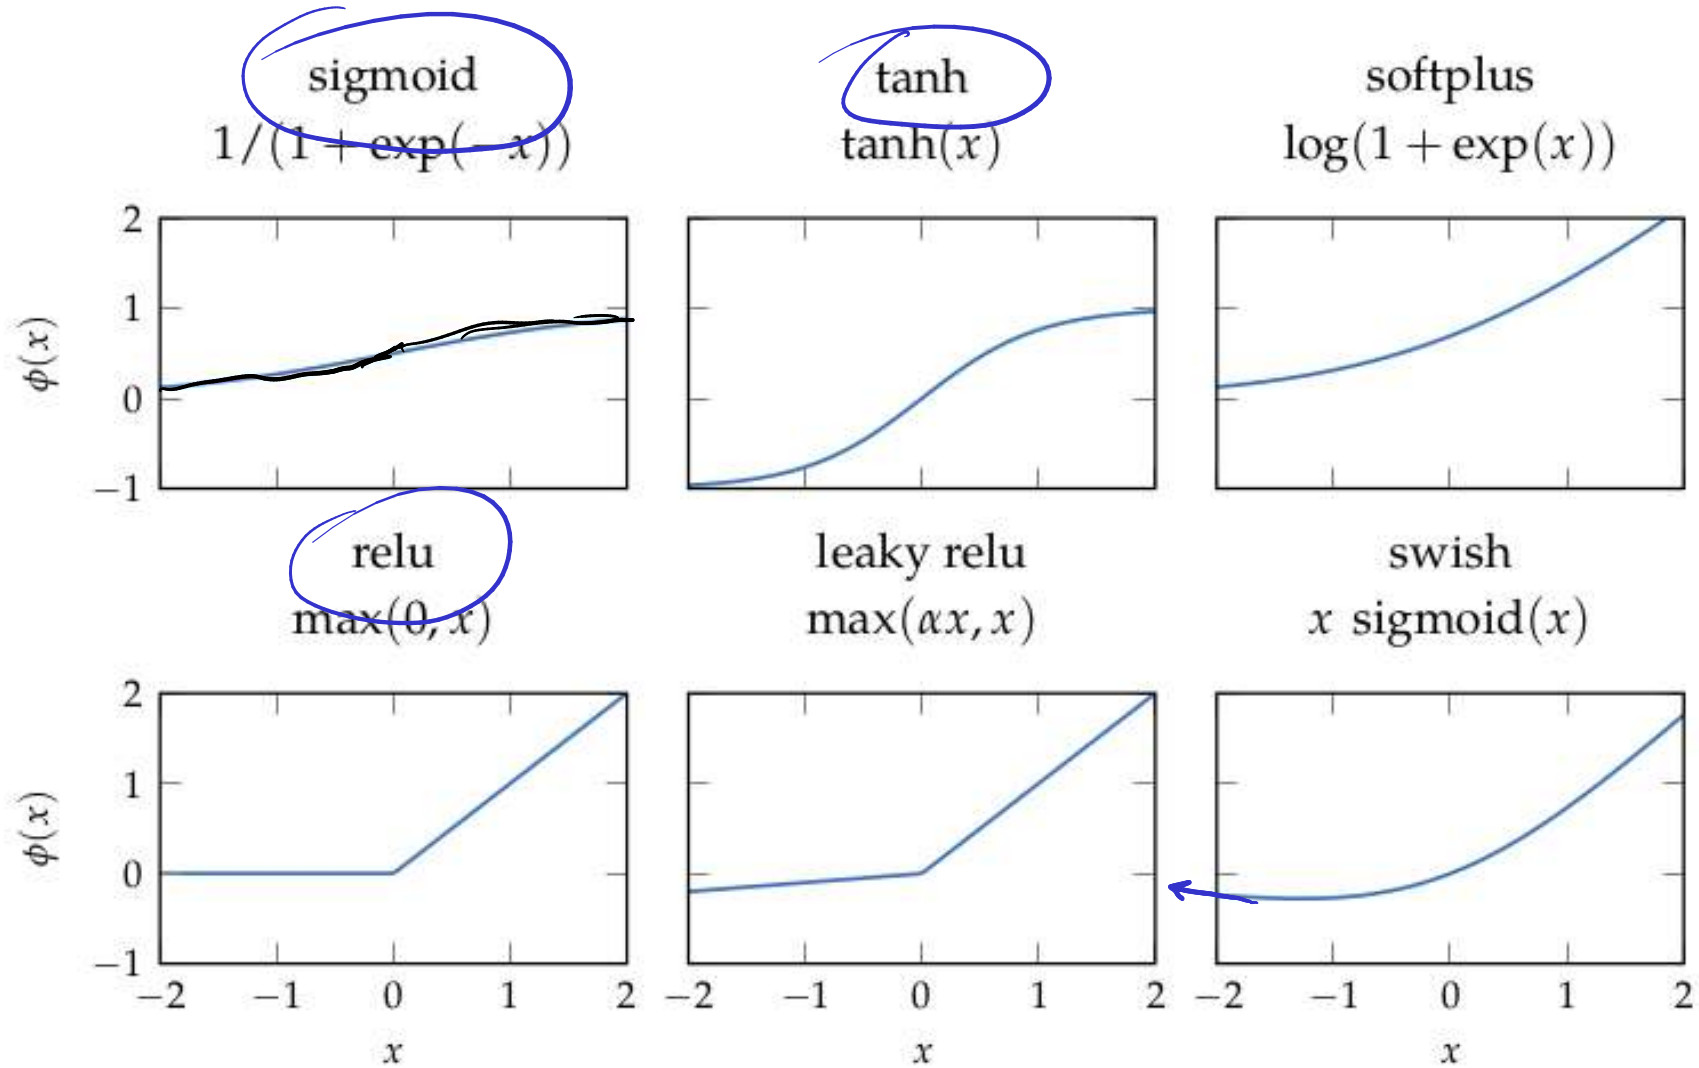 sigmoid
1/(1 + exp(−x))
tanh
tanh(x)
softplus
log(1 + exp(x))
ϕ(x)
2
1
0
−1
relu
max(0, x)
leaky relu
max(αx, x)
swish
x sigmoid(x)
ϕ(x)
2
1
0
−1
−2 −1 0 1 2
−2 −1 0 1 2
−2 −1 0 1 2
x
x
x